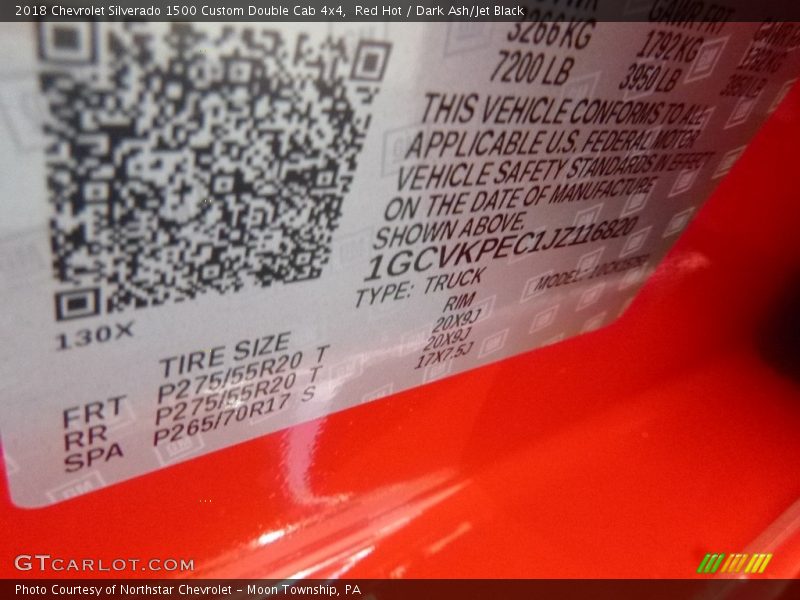 2018 Chevrolet Silverado 1500 Custom Double Cab 4x4, Red Hot / Dark Ash/Jet Black
GAWR FRT
3266 KG 1792 KG
7200 LB 3950 LB
THIS VEHICLE CONFORMS TO ALL
APPLICABLE U.S. FEDERAL MOTOR
VEHICLE SAFETY STANDARDS IN EFFECT
ON THE DATE OF MANUFACTURE
SHOWN ABOVE.
1GCVKPEC1JZ116820
TYPE: TRUCK MODEL:
130X
TIRE SIZE RIM
FRT P275/55R20 T 20X9J
RR P275/55R20 T 20X9J
SPA P265/70R17 S 17X7.5J
GTCARLOT.COM
Photo Courtesy of Northstar Chevrolet – Moon Township, PA